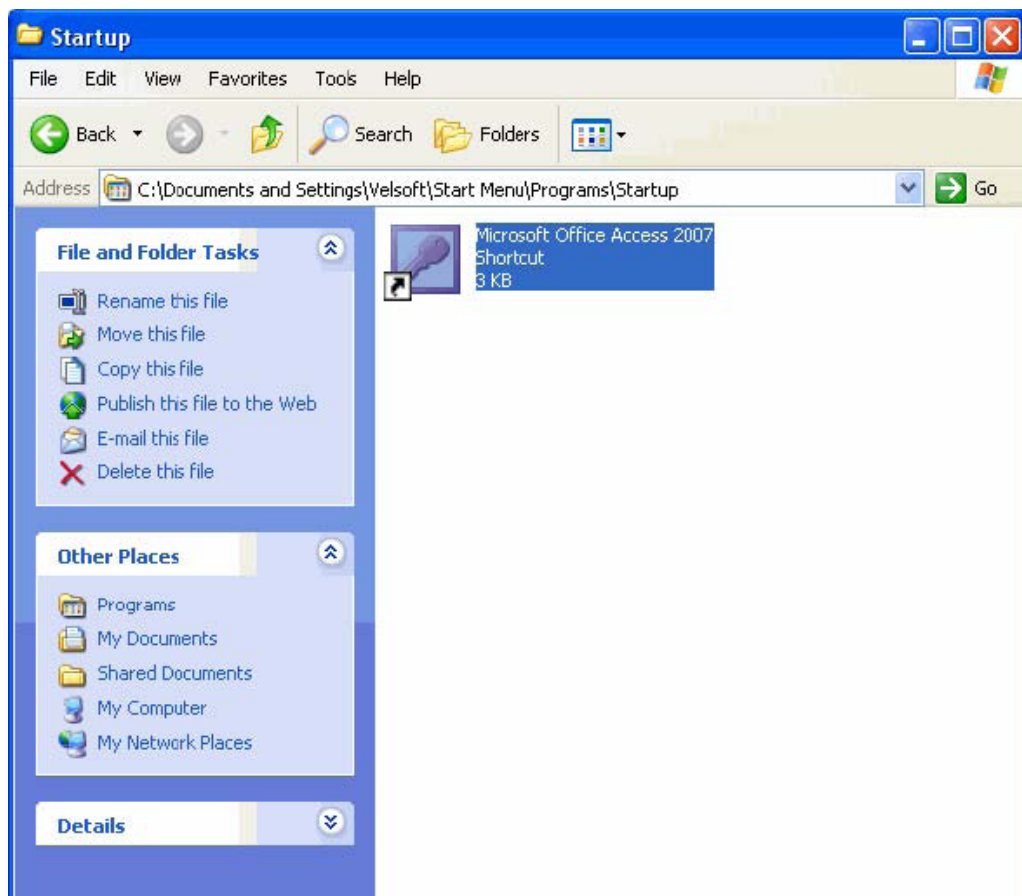 Startup
File Edit View Favorites Tools Help
Back Search Folders
Address C:\Documents and Settings\Velsoft\Start Menu\Programs\Startup Go
File and Folder Tasks
Rename this file
Move this file
Copy this file
Publish this file to the Web
E-mail this file
Delete this file
Other Places
Programs
My Documents
Shared Documents
My Computer
My Network Places
Details
Microsoft Office Access 2007
Shortcut
3 KB